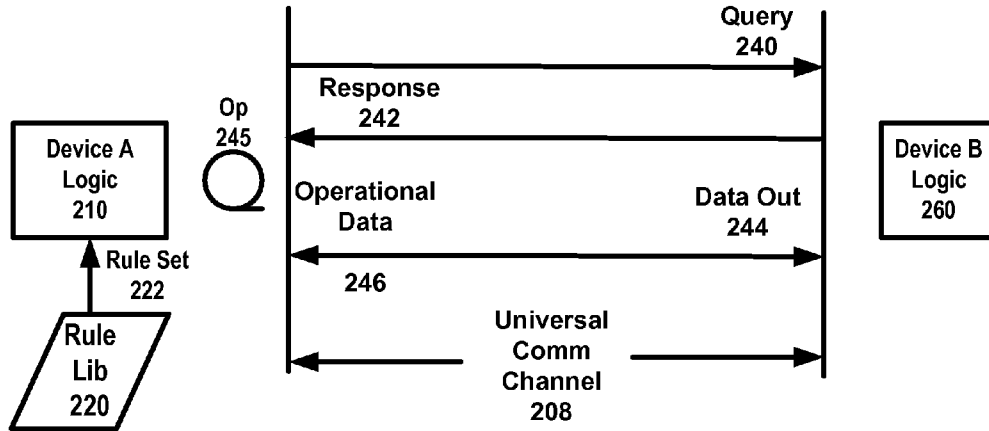 Query
240
Response
242
Op
245
Device A
Logic
210
Operational
Data
Data Out
244
Device B
Logic
260
Rule Set
222
246
Rule
Lib
220
Universal
Comm
Channel
208